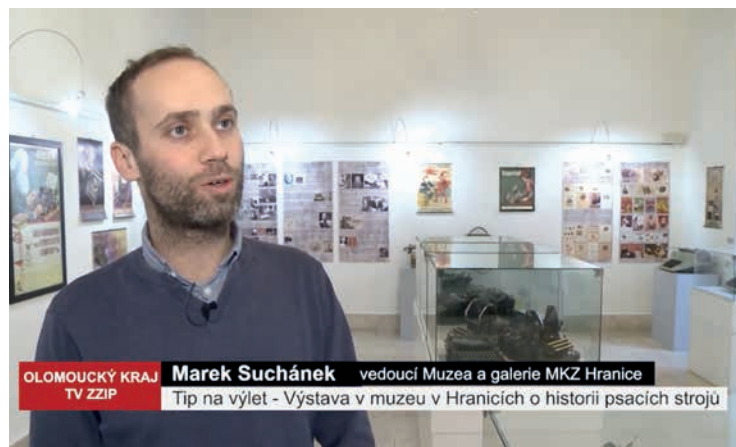 OLOMOUCKÝ KRAJ
TV ZZIP
Marek Suchánek vedoucí Muzea a galerie MKZ Hranice
Tip na výlet - Výstava v muzeu v Hranicích o historii psacích strojů